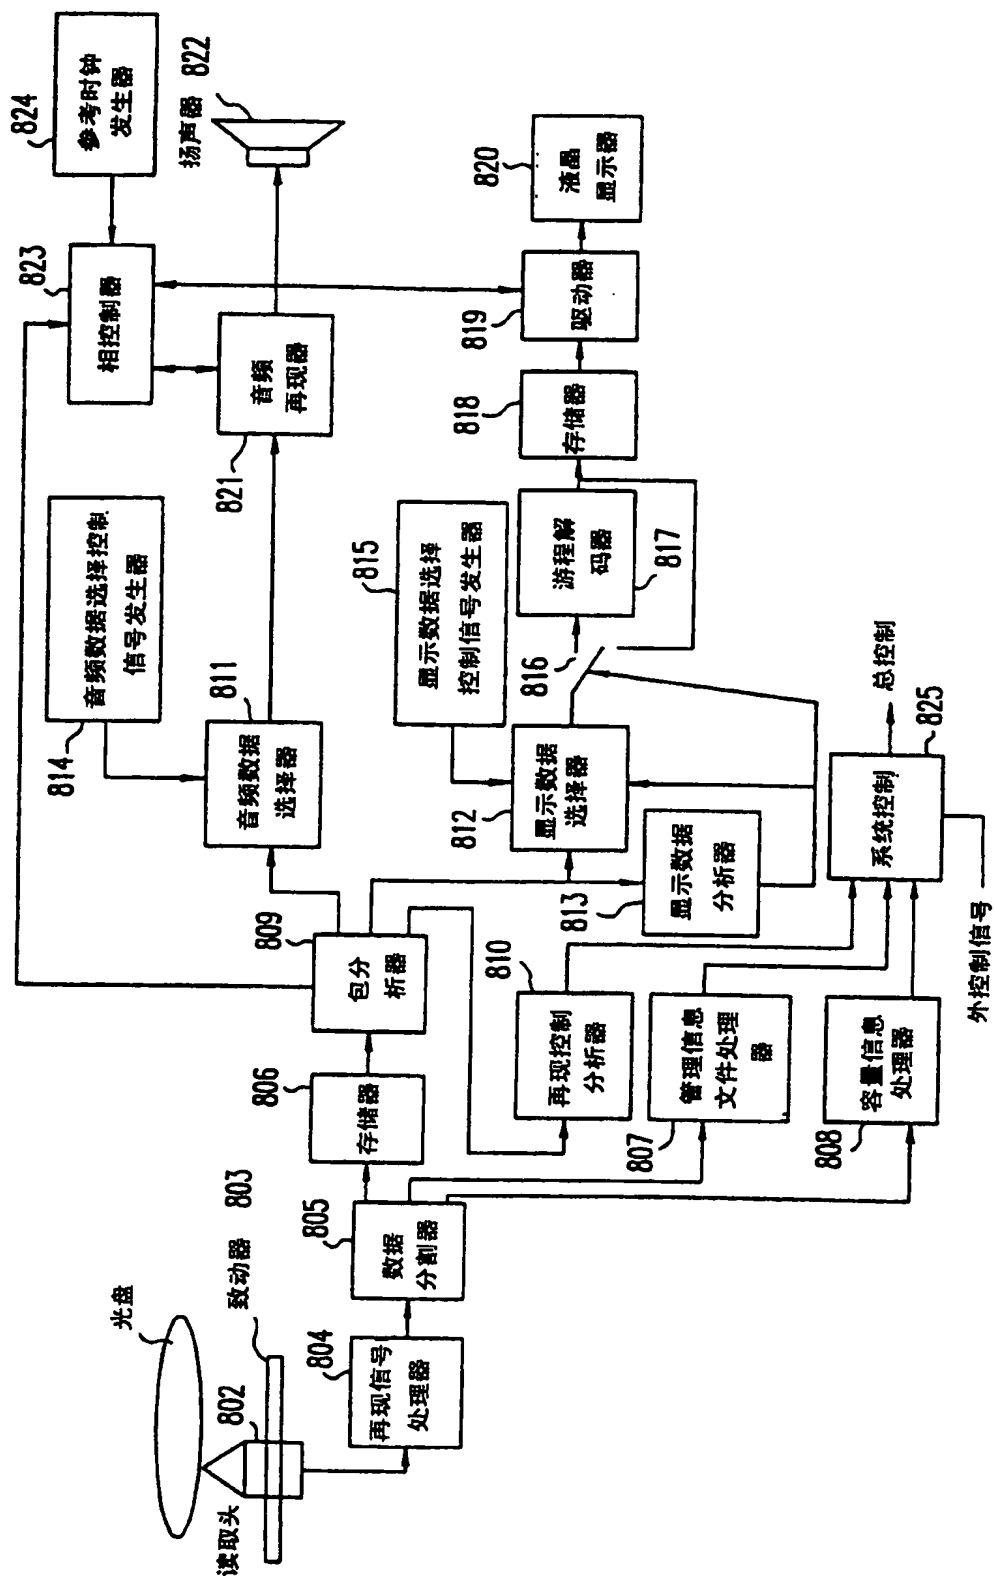 光盘
读取头
802
致动器 803
再现信号
处理器
804
数据
分割器
805
存储器
806
包分
析器
809
再现控制
分析器
810
管理信息
文件处理
器
807
容量信息
处理器
808
音频数据选择控制
信号发生器
814
音频数据
选择器
811
显示数据选择
控制信号发生器
815
显示数据
选择器
812
显示数据
分析器
813
816
游程解
码器
817
存储器
818
驱动器
819
液晶
显示器
820
音频
再现器
821
扬声器 822
相控制器
823
参考时钟
发生器
824
系统控制
825
总控制
外控制信号